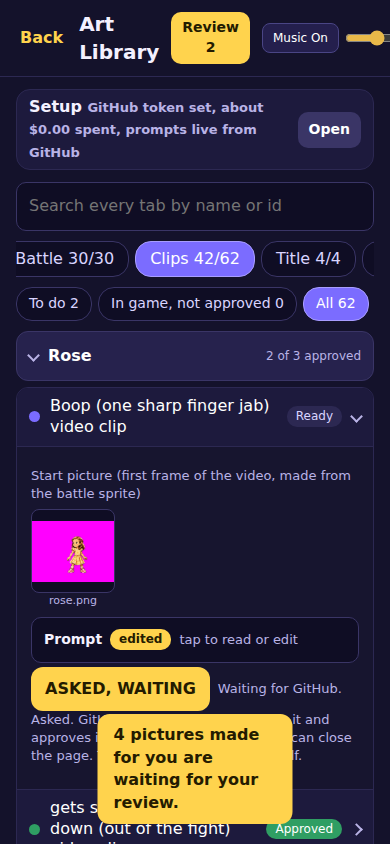 Back
Art
Library
Review
2
Music On
Setup GitHub token set, about
$0.00 spent, prompts live from
GitHub
Open
Search every tab by name or id
Battle 30/30
Clips 42/62
Title 4/4
To do 2
In game, not approved 0
All 62
Rose
2 of 3 approved
Boop (one sharp finger jab)
video clip
Ready
Start picture (first frame of the video, made from
the battle sprite)
rose.png
Prompt edited tap to read or edit
ASKED, WAITING
Waiting for GitHub.
Asked. it and
approves can close
the page.
4 pictures made
for you are
waiting for your
review.
gets
down (out of the fight)
Approved